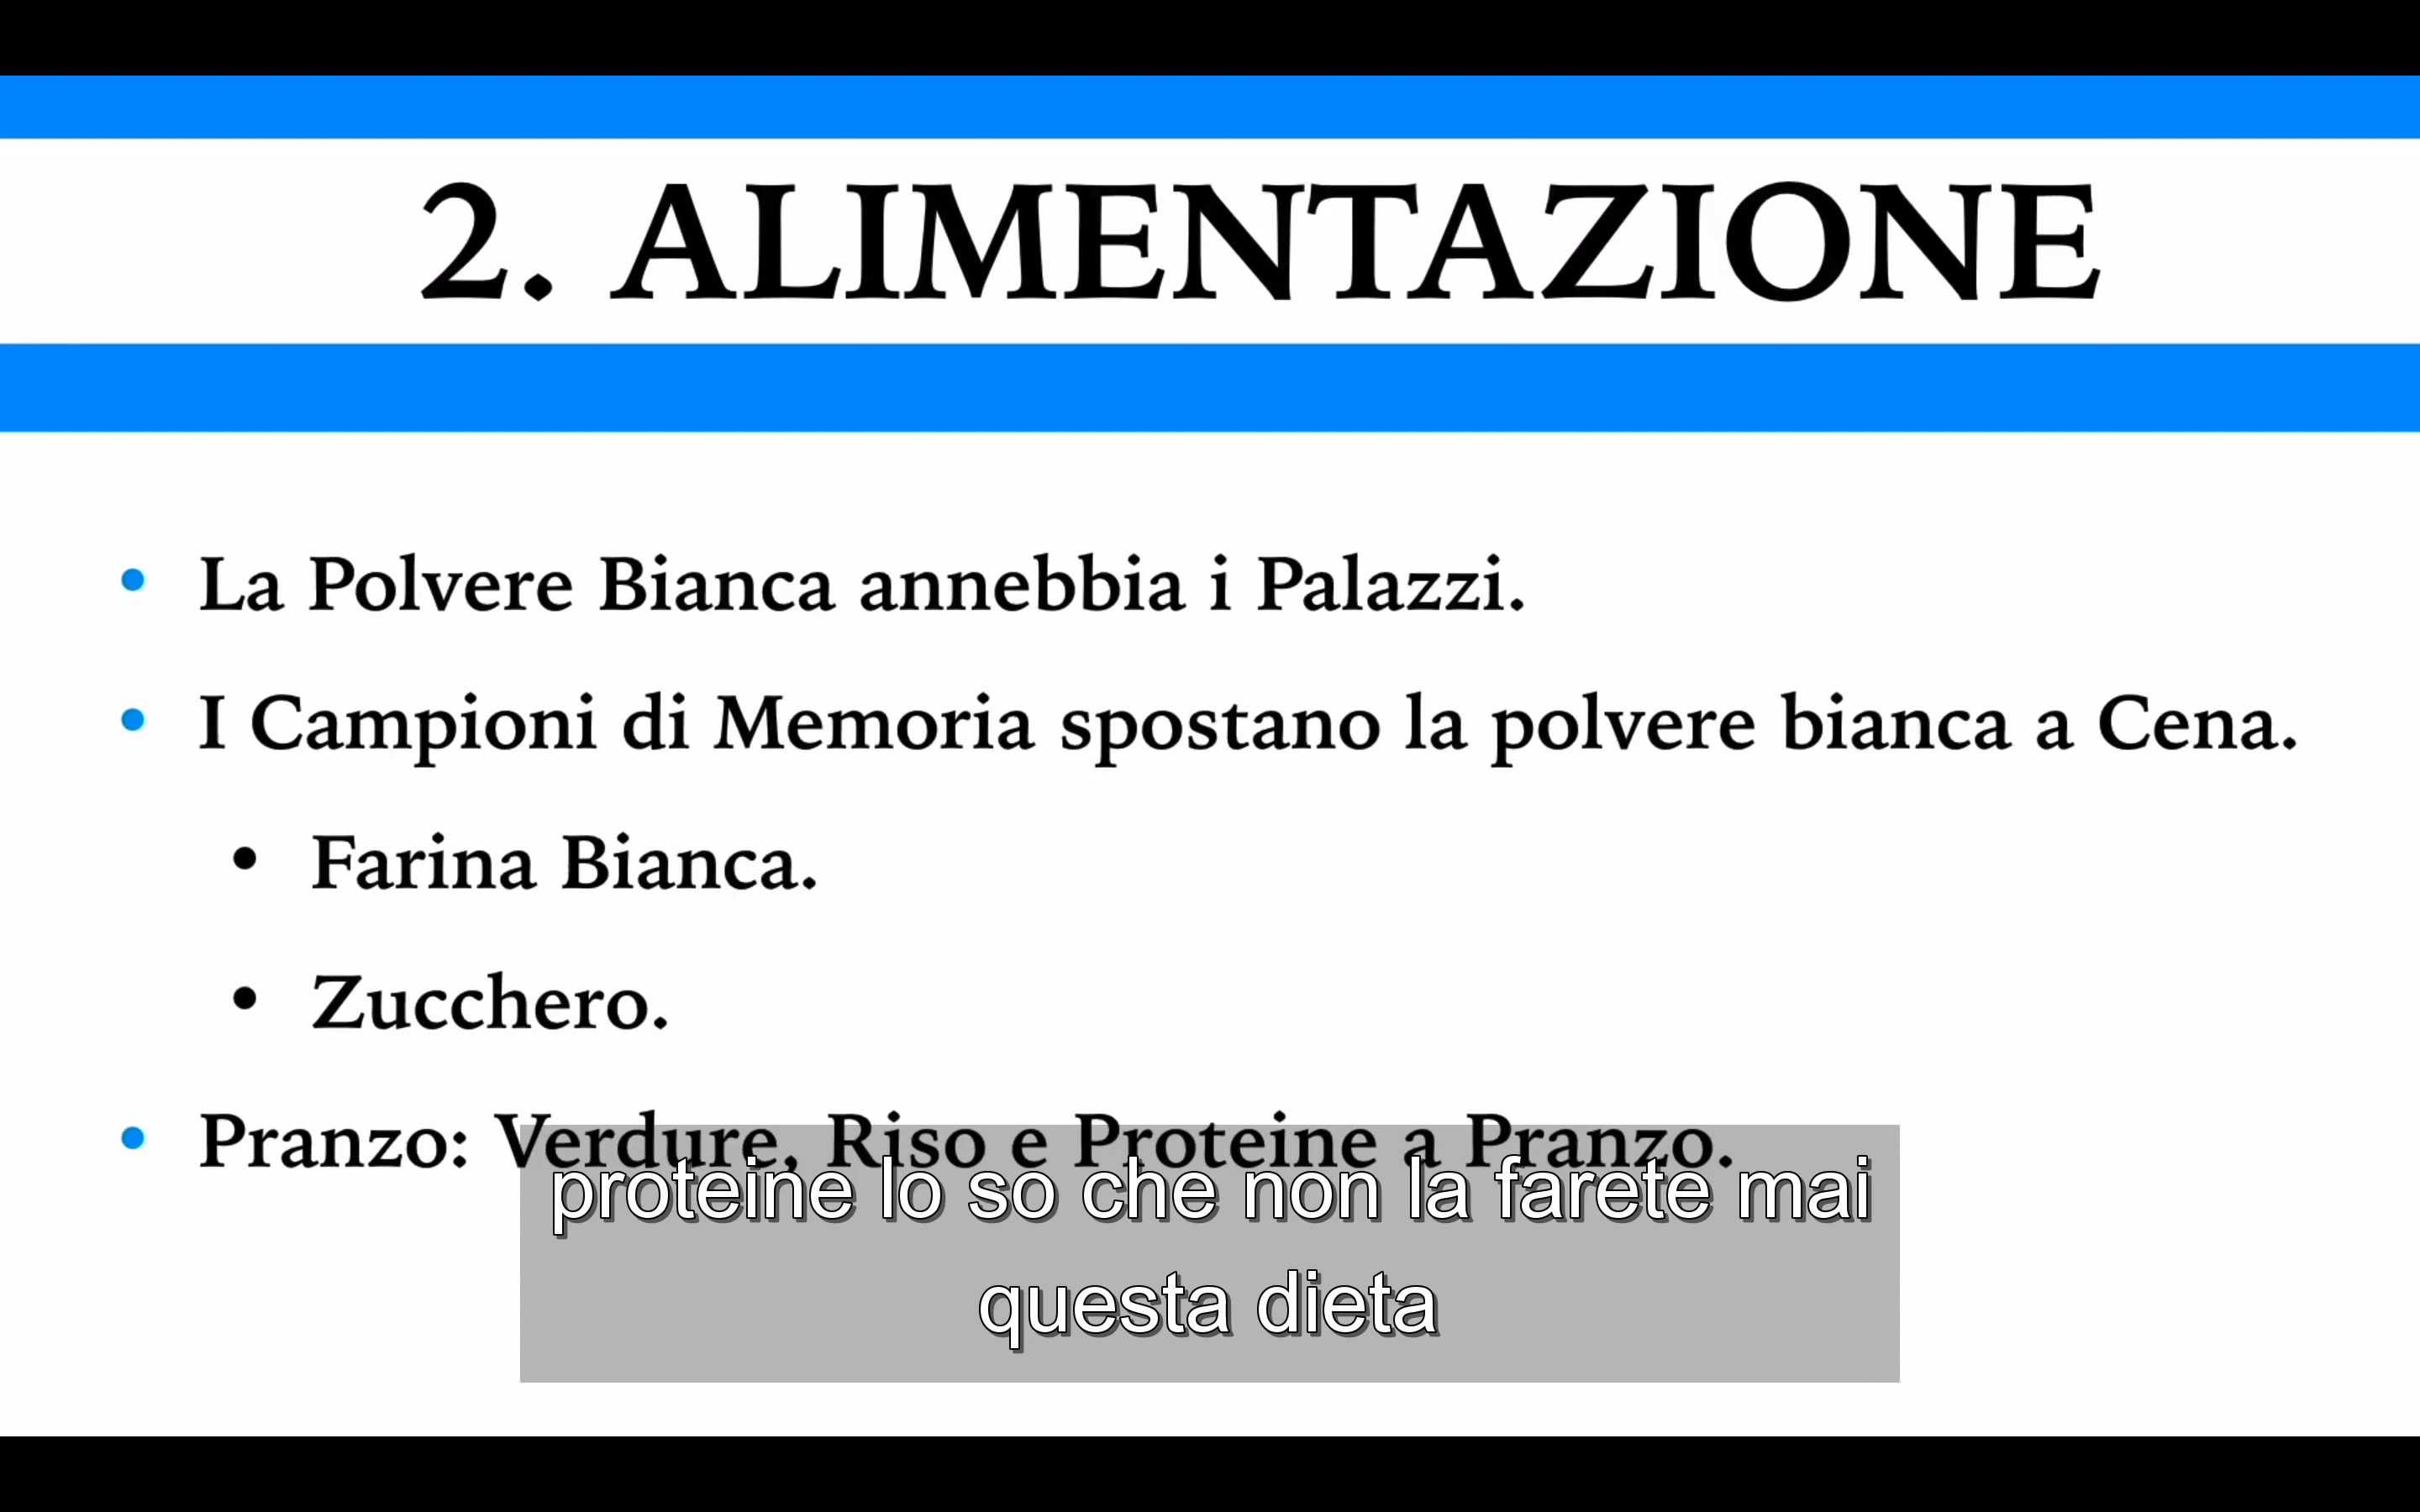 2. ALIMENTAZIONE
• La Polvere Bianca annebbia i Palazzi.
• I Campioni di Memoria spostano la polvere bianca a Cena.
• Farina Bianca.
• Zucchero.
• Pranzo: Verdure, Riso e Proteine a Pranzo.
proteine lo so che non la farete mai
questa dieta